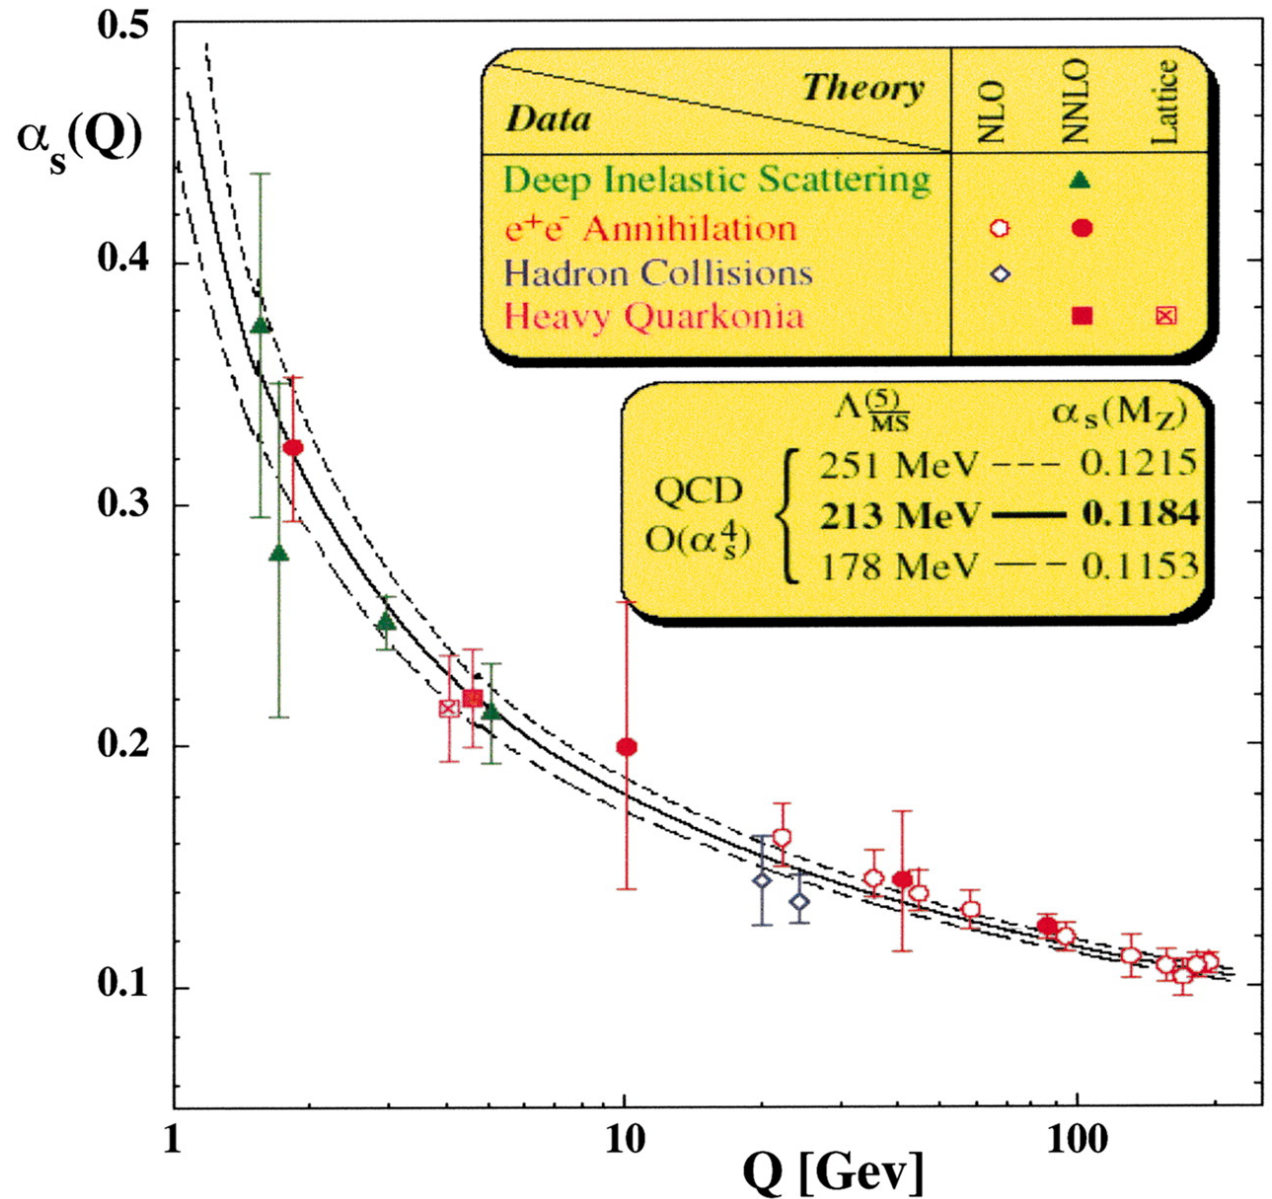 0.5
α_s(Q)
0.4
0.3
0.2
0.1
Theory
Data
NLO
NNLO
Lattice
Deep Inelastic Scattering
e⁺e⁻ Annihilation
Hadron Collisions
Heavy Quarkonia
Λ^(5)_MS̅ α_s(M_Z)
251 MeV 0.1215
QCD
213 MeV 0.1184
O(α_s^4)
178 MeV 0.1153
1 10 100
Q [Gev]